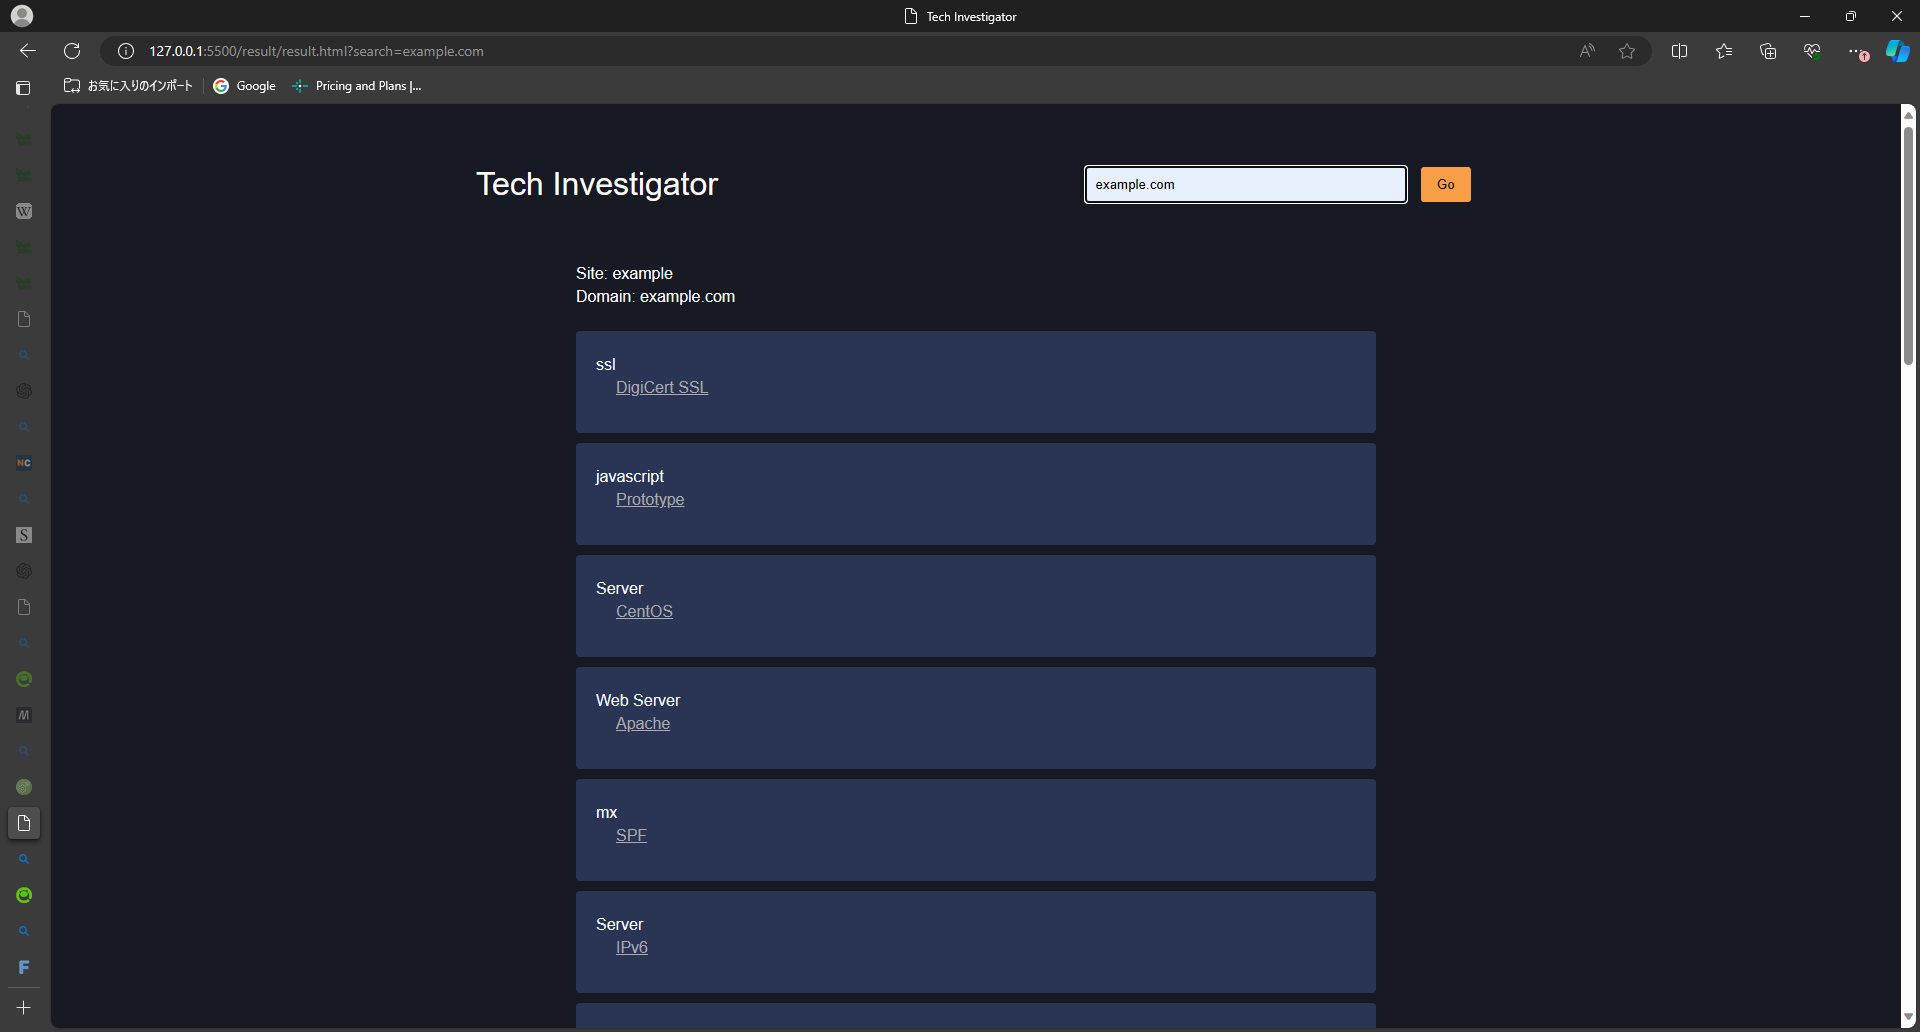 Tech Investigator
127.0.0.1:5500/result/result.html?search=example.com
A))
1
お気に入りのインポート
Google
Pricing and Plans |...
W
NC
S
M
F
Tech Investigator
example.com
Go
Site: example
Domain: example.com
ssl
DigiCert SSL
javascript
Prototype
Server
CentOS
Web Server
Apache
mx
SPF
Server
IPv6